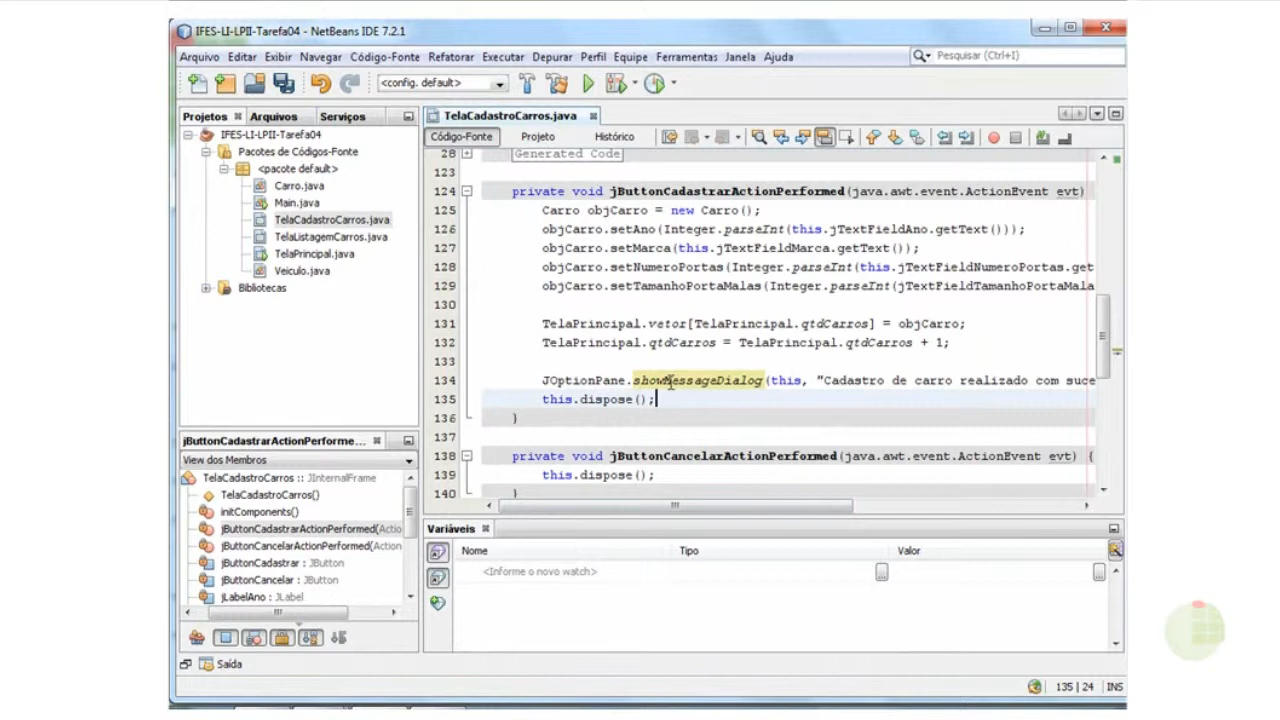 IFES-LI-LPII-Tarefa04 - NetBeans IDE 7.2.1
Arquivo Editar Exibir Navegar Código-Fonte Refatorar Executar Depurar Perfil Equipe Ferramentas Janela Ajuda
Pesquisar (Ctrl+I)
<config. default>
Projetos Arquivos Serviços
IFES-LI-LPII-Tarefa04
Pacotes de Códigos-Fonte
<pacote default>
Carro.java
Main.java
TelaCadastroCarros.java
TelaListagemCarros.java
TelaPrincipal.java
Veiculo.java
Bibliotecas
jButtonCadastrarActionPerforme...
View dos Membros
TelaCadastroCarros :: JInternalFrame
TelaCadastroCarros()
initComponents()
jButtonCadastrarActionPerformed(Actio
jButtonCancelarActionPerformed(Action
jButtonCadastrar : JButton
jButtonCancelar : JButton
jLabelAno : JLabel
TelaCadastroCarros.java
Código-Fonte Projeto Histórico
28 Generated Code
123
124 private void jButtonCadastrarActionPerformed(java.awt.event.ActionEvent evt)
125 Carro objCarro = new Carro();
126 objCarro.setAno(Integer.parseInt(this.jTextFieldAno.getText()));
127 objCarro.setMarca(this.jTextFieldMarca.getText());
128 objCarro.setNumeroPortas(Integer.parseInt(this.jTextFieldNumeroPortas.get
129 objCarro.setTamanhoPortaMalas(Integer.parseInt(jTextFieldTamanhoPortaMala
130
131 TelaPrincipal.vetor[TelaPrincipal.qtdCarros] = objCarro;
132 TelaPrincipal.qtdCarros = TelaPrincipal.qtdCarros + 1;
133
134 JOptionPane.showMessageDialog(this, "Cadastro de carro realizado com suce
135 this.dispose();
136 }
137
138 private void jButtonCancelarActionPerformed(java.awt.event.ActionEvent evt) {
139 this.dispose();
140 }
Variáveis
Nome Tipo Valor
<Informe o novo watch> ... ...
Saída
135 | 24 INS